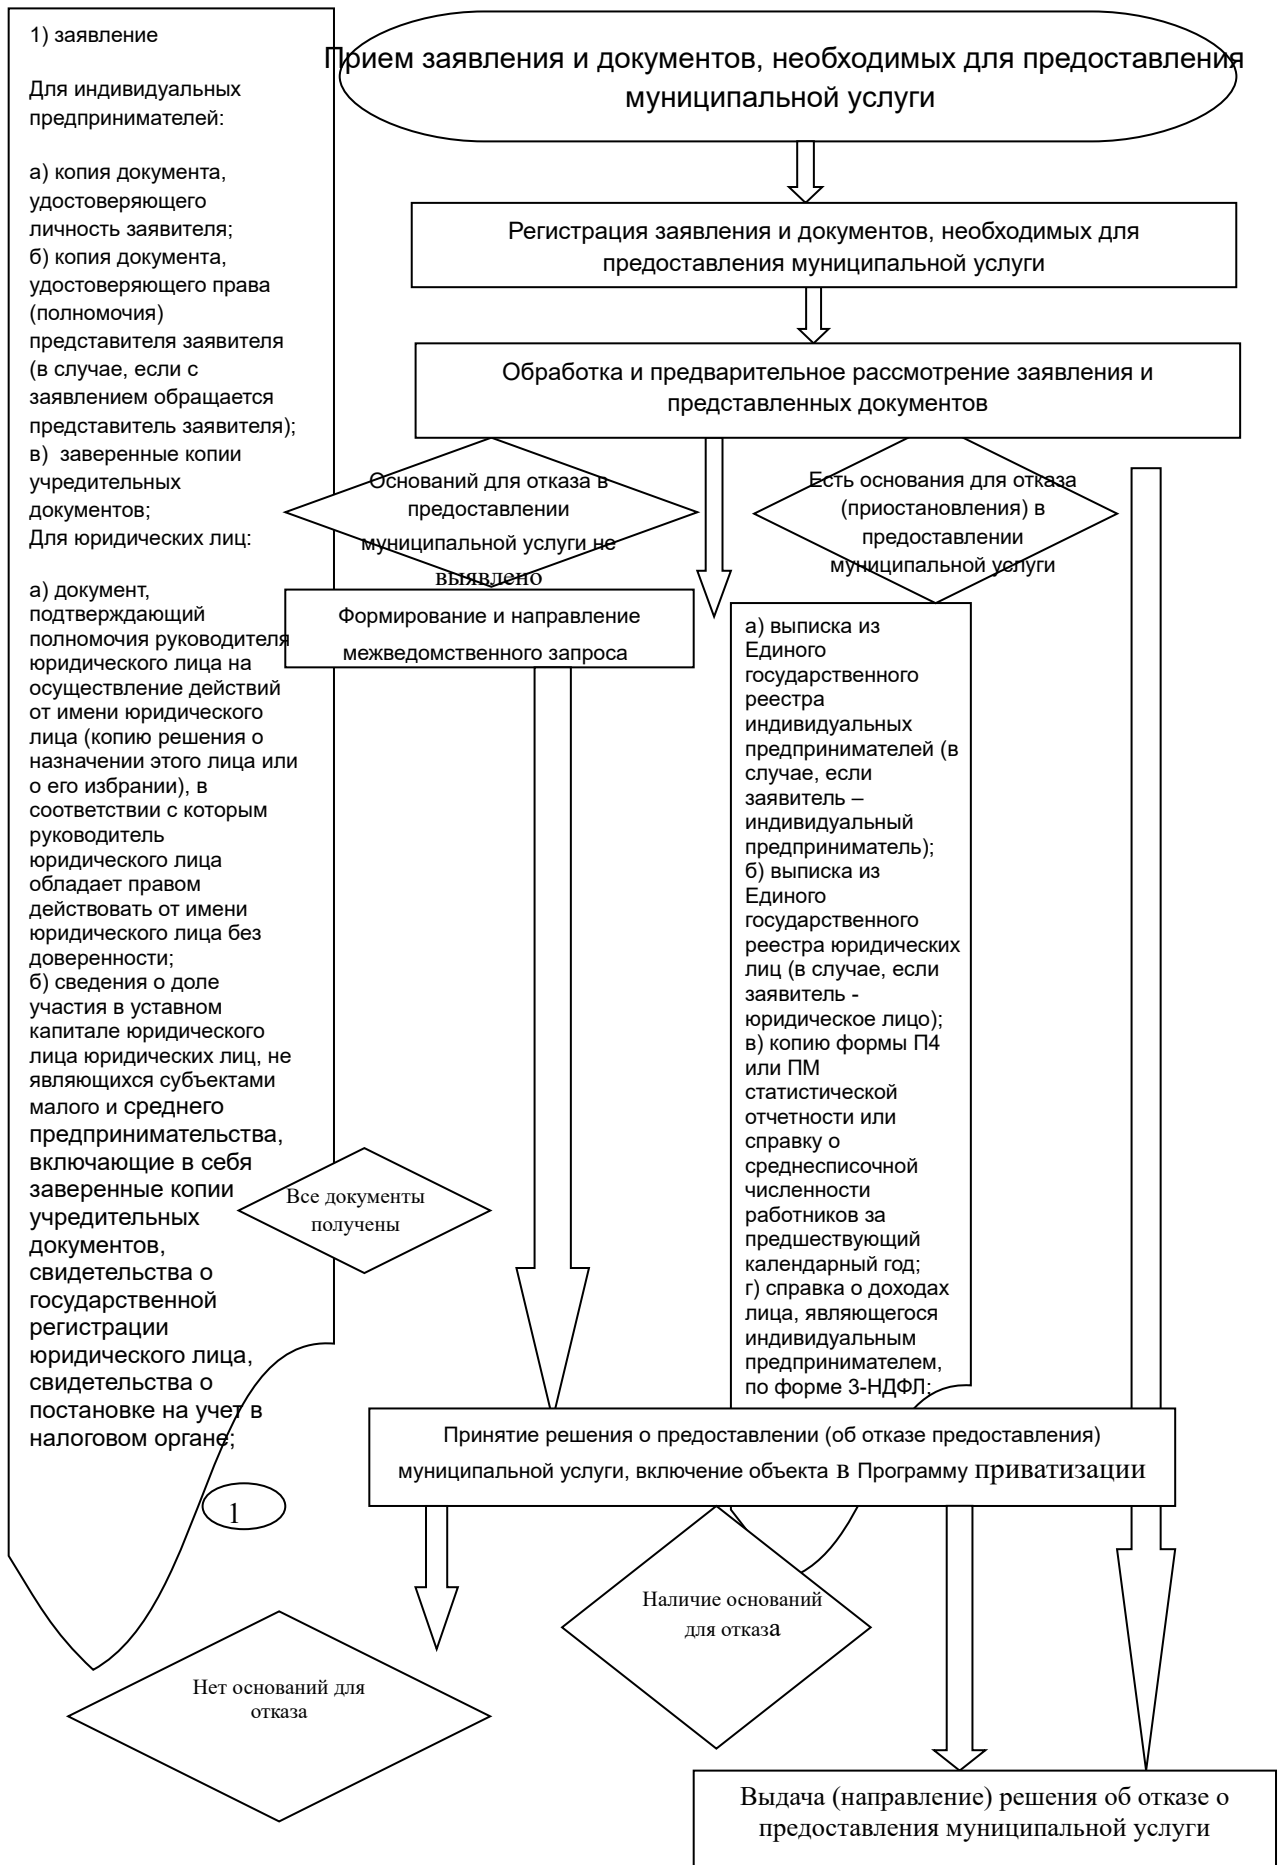 1) заявление
Для индивидуальных
предпринимателей:
а) копия документа,
удостоверяющего
личность заявителя;
б) копия документа,
удостоверяющего права
(полномочия)
представителя заявителя
(в случае, если с
заявлением обращается
представитель заявителя);
в) заверенные копии
учредительных
документов;
Для юридических лиц:
а) документ,
подтверждающий
полномочия руководителя
юридического лица на
осуществление действий
от имени юридического
лица (копию решения о
назначении этого лица или
о его избрании), в
соответствии с которым
руководитель
юридического лица
обладает правом
действовать от имени
юридического лица без
доверенности;
б) сведения о доле
участия в уставном
капитале юридического
лица юридических лиц, не
являющихся субъектами
малого и среднего
предпринимательства,
включающие в себя
заверенные копии
учредительных
документов,
свидетельства о
государственной
регистрации
юридического лица,
свидетельства о
постановке на учет в
налоговом органе;
1
Прием заявления и документов, необходимых для предоставления
муниципальной услуги
Регистрация заявления и документов, необходимых для
предоставления муниципальной услуги
Обработка и предварительное рассмотрение заявления и
представленных документов
Оснований для отказа в
предоставлении
муниципальной услуги не
выявлено
Есть основания для отказа
(приостановления) в
предоставлении
муниципальной услуги
Формирование и направление
межведомственного запроса
а) выписка из
Единого
государственного
реестра
индивидуальных
предпринимателей (в
случае, если
заявитель –
индивидуальный
предприниматель);
б) выписка из
Единого
государственного
реестра юридических
лиц (в случае, если
заявитель -
юридическое лицо);
в) копию формы П4
или ПМ
статистической
отчетности или
справку о
среднесписочной
численности
работников за
предшествующий
календарный год;
г) справка о доходах
лица, являющегося
индивидуальным
предпринимателем,
по форме 3-НДФЛ;
Все документы
получены
Принятие решения о предоставлении (об отказе предоставления)
муниципальной услуги, включение объекта в Программу приватизации
Наличие оснований
для отказа
Нет оснований для
отказа
Выдача (направление) решения об отказе о
предоставления муниципальной услуги